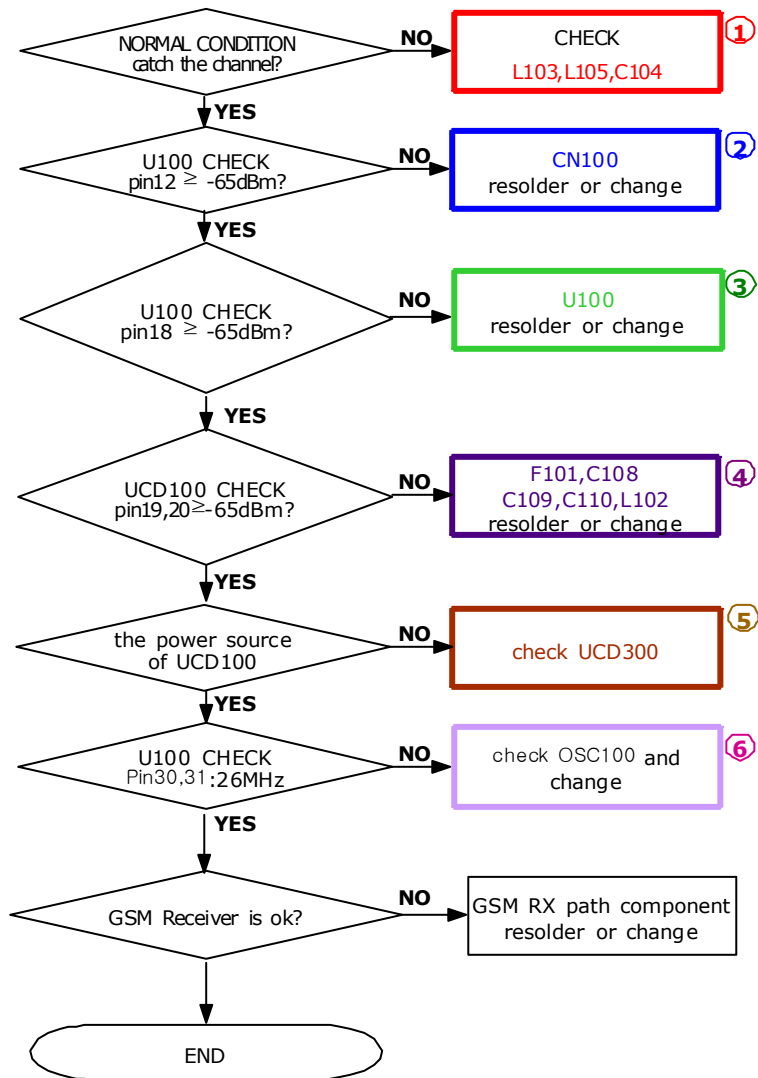 NORMAL CONDITION
catch the channel?
NO
CHECK
L103,L105,C104
1
YES
U100 CHECK
pin12 ≥ -65dBm?
NO
CN100
resolder or change
2
YES
U100 CHECK
pin18 ≥ -65dBm?
NO
U100
resolder or change
3
YES
UCD100 CHECK
pin19,20≥-65dBm?
NO
F101,C108
C109,C110,L102
resolder or change
4
YES
the power source
of UCD100
NO
check UCD300
5
YES
U100 CHECK
Pin30,31:26MHz
NO
check OSC100 and
change
6
YES
GSM Receiver is ok?
NO
GSM RX path component
resolder or change
END